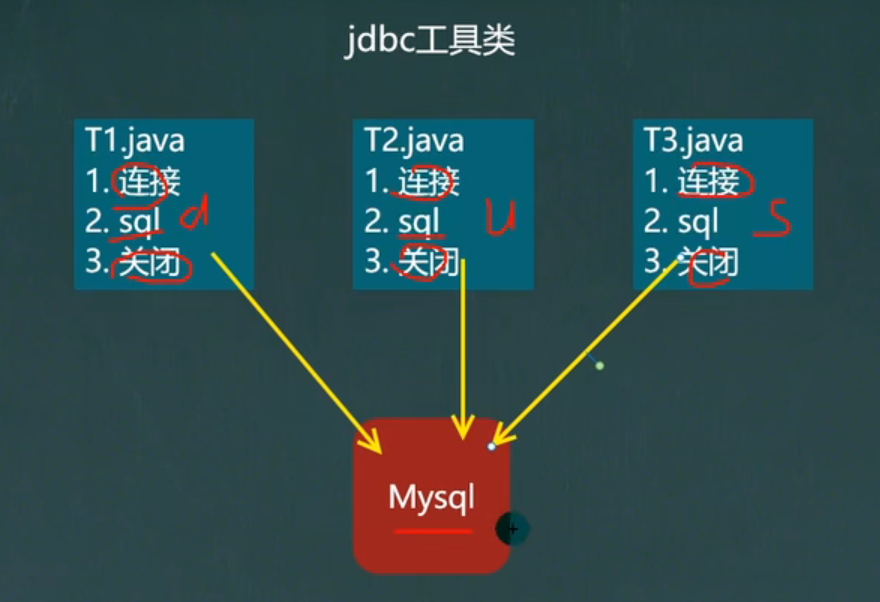 jdbc工具类
T1.java
1. 连接
2. sql d
3. 关闭
T2.java
1. 连接
2. sql U
3. 关闭
T3.java
1. 连接
2. sql S
3. 关闭
Mysql